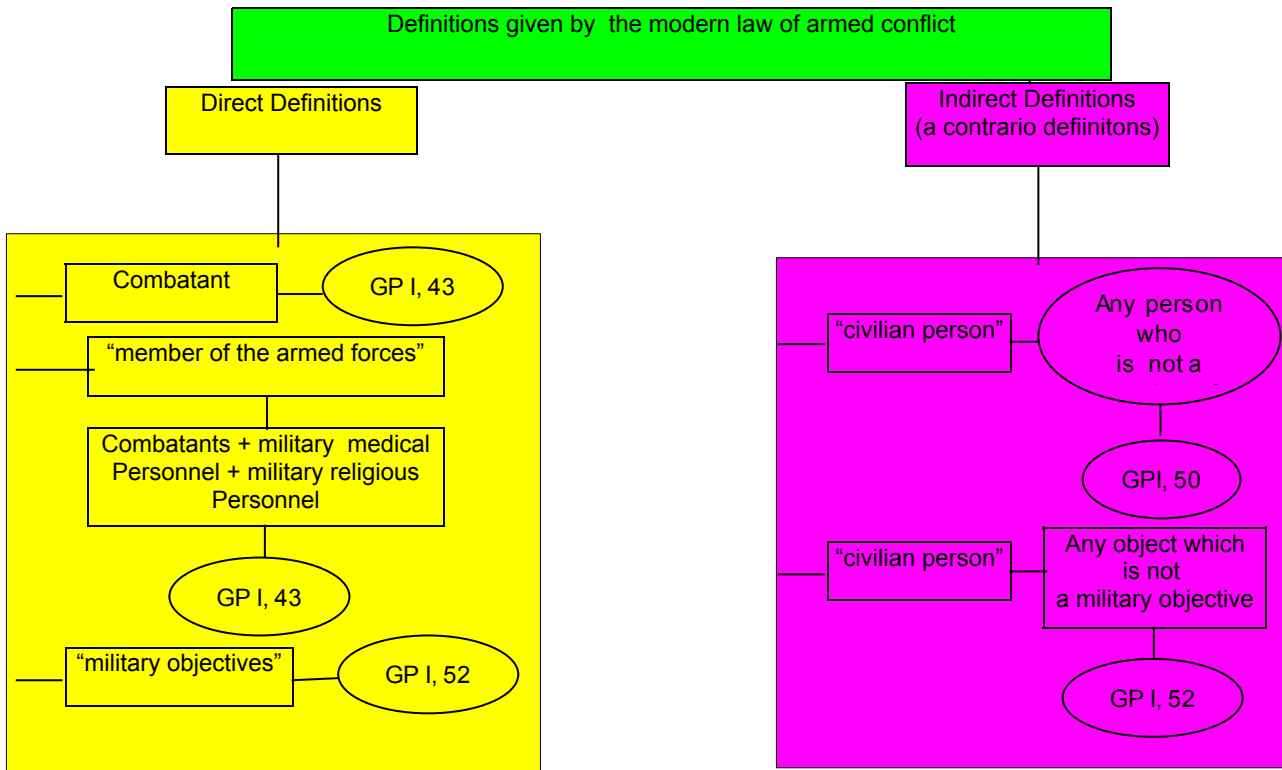 Definitions given by the modern law of armed conflict
Direct Definitions
Indirect Definitions
(a contrario defiinitons)
Combatant
GP I, 43
“member of the armed forces”
Combatants + military medical
Personnel + military religious
Personnel
GP I, 43
“military objectives”
GP I, 52
“civilian person”
Any person
who
is not a
GPI, 50
“civilian person”
Any object which
is not
a military objective
GP I, 52